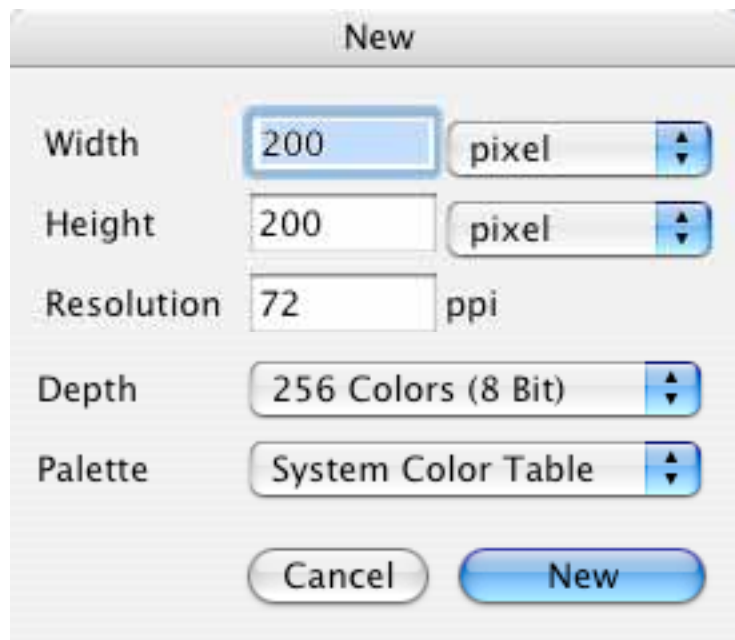 New
Width 200 pixel
Height 200 pixel
Resolution 72 ppi
Depth 256 Colors (8 Bit)
Palette System Color Table
Cancel New